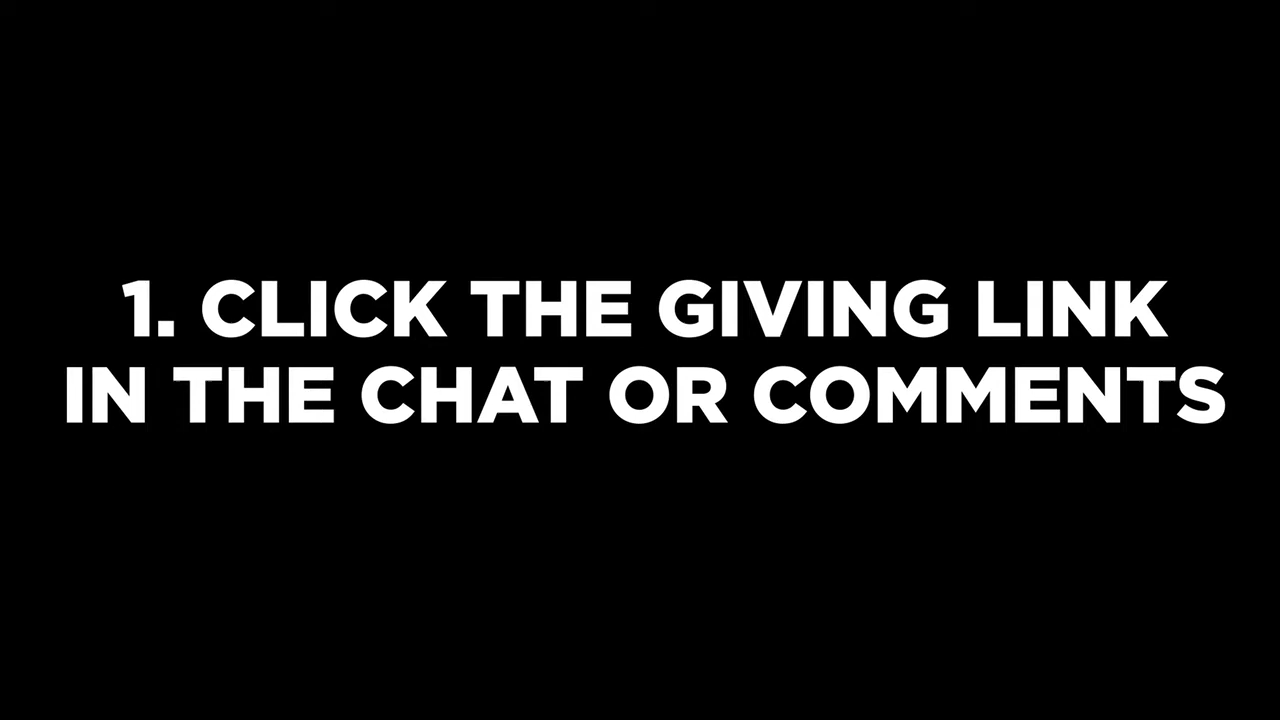 1. CLICK THE GIVING LINK
IN THE CHAT OR COMMENTS